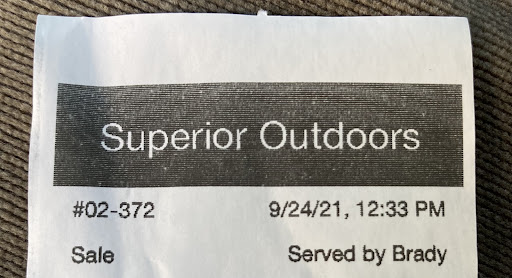 Superior Outdoors
#02-372 9/24/21, 12:33 PM
Sale Served by Brady